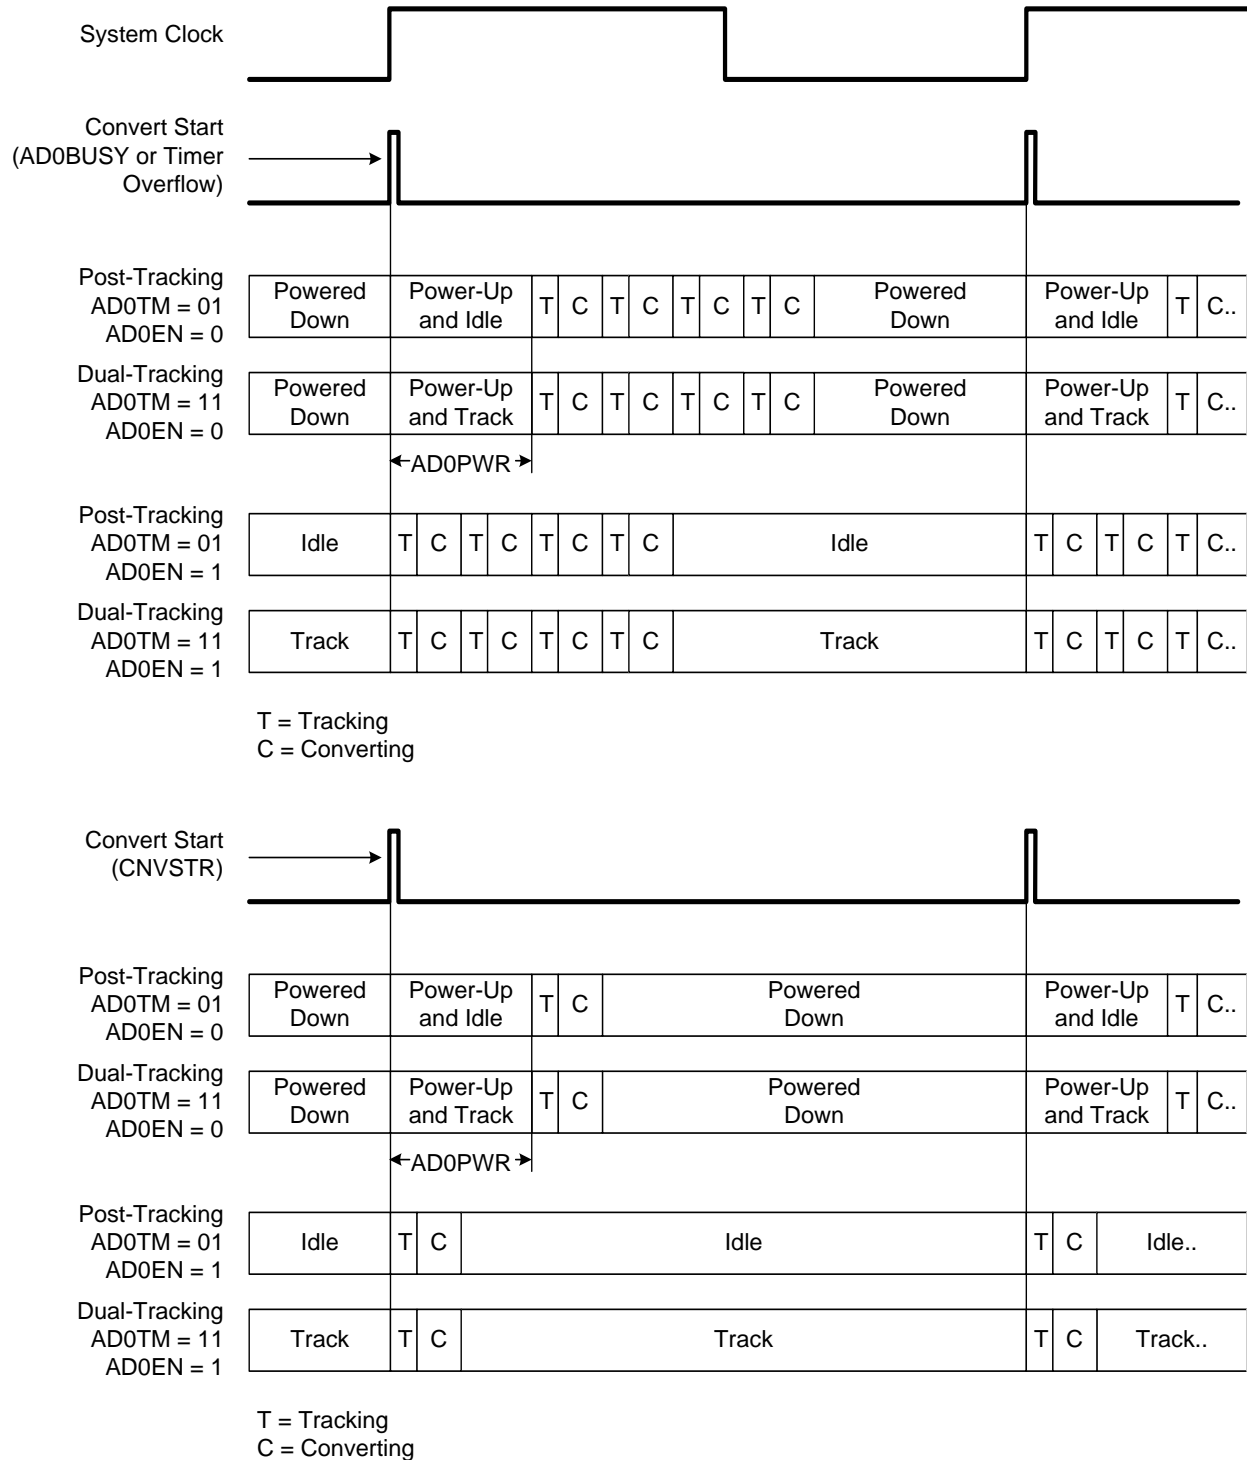 System Clock
Convert Start
(AD0BUSY or Timer
Overflow)
Post-Tracking
AD0TM = 01
AD0EN = 0
Powered
Down
Power-Up
and Idle
T C T C T C T C
Powered
Down
Power-Up
and Idle
T C..
Dual-Tracking
AD0TM = 11
AD0EN = 0
Powered
Down
Power-Up
and Track
T C T C T C T C
Powered
Down
Power-Up
and Track
T C..
AD0PWR
Post-Tracking
AD0TM = 01
AD0EN = 1
Idle T C T C T C T C Idle T C T C T C..
Dual-Tracking
AD0TM = 11
AD0EN = 1
Track T C T C T C T C Track T C T C T C..
T = Tracking
C = Converting
Convert Start
(CNVSTR)
Post-Tracking
AD0TM = 01
AD0EN = 0
Powered
Down
Power-Up
and Idle
T C
Powered
Down
Power-Up
and Idle
T C..
Dual-Tracking
AD0TM = 11
AD0EN = 0
Powered
Down
Power-Up
and Track
T C
Powered
Down
Power-Up
and Track
T C..
AD0PWR
Post-Tracking
AD0TM = 01
AD0EN = 1
Idle T C Idle T C Idle..
Dual-Tracking
AD0TM = 11
AD0EN = 1
Track T C Track T C Track..
T = Tracking
C = Converting